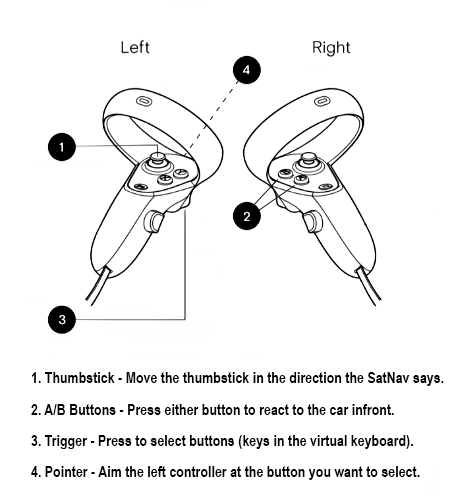 Left
Right
4
1
2
3
1. Thumbstick - Move the thumbstick in the direction the SatNav says.
2. A/B Buttons - Press either button to react to the car infront.
3. Trigger - Press to select buttons (keys in the virtual keyboard).
4. Pointer - Aim the left controller at the button you want to select.